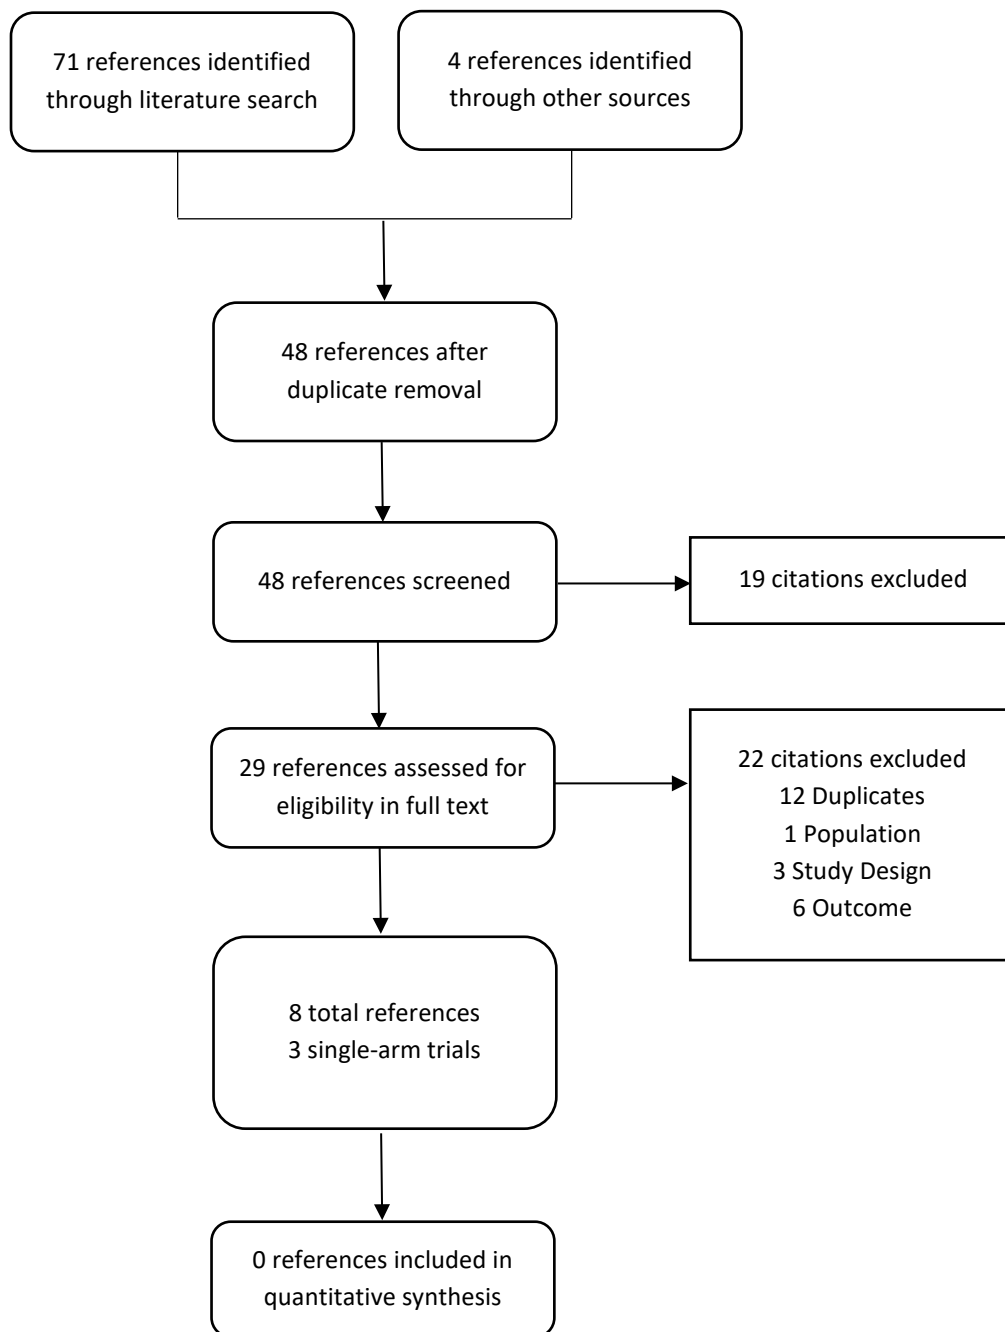 71 references identified
through literature search
4 references identified
through other sources
48 references after
duplicate removal
48 references screened
19 citations excluded
29 references assessed for
eligibility in full text
22 citations excluded
12 Duplicates
1 Population
3 Study Design
6 Outcome
8 total references
3 single-arm trials
0 references included in
quantitative synthesis